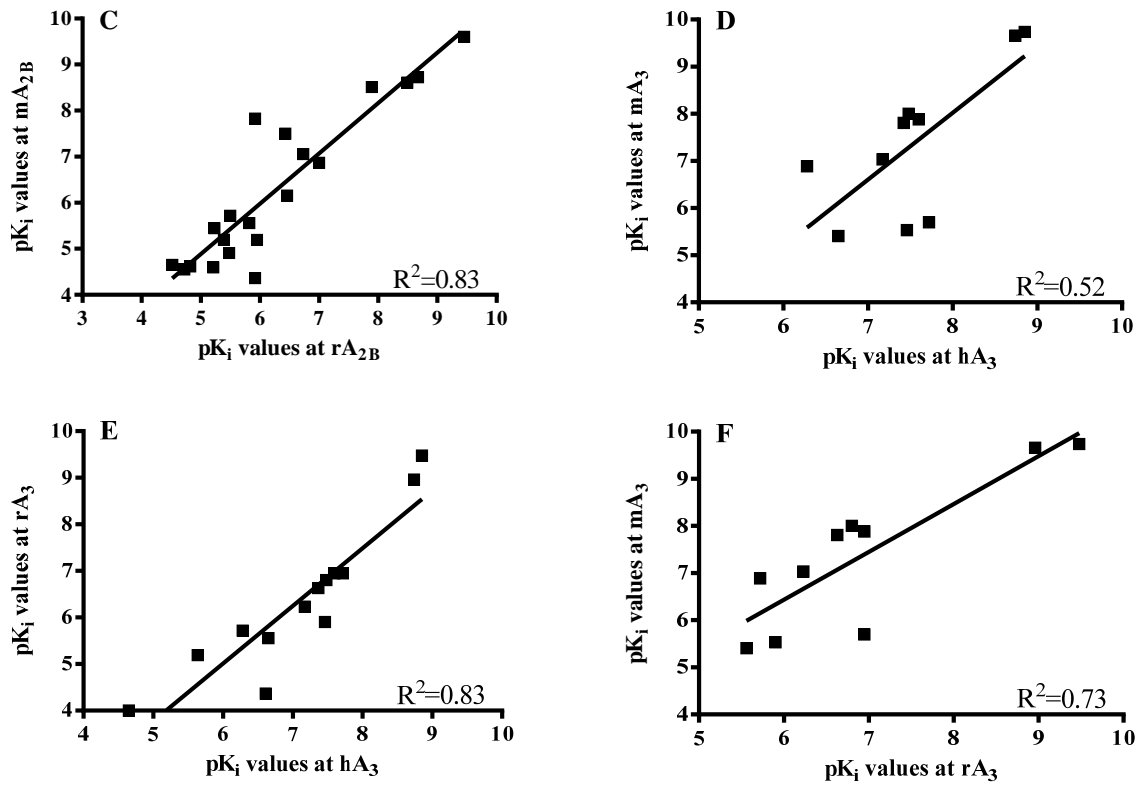 C
10
9
8
7
6
5
4
pKi values at mA2B
R2=0.83
3 4 5 6 7 8 9 10
pKi values at rA2B
D
10
9
8
7
6
5
4
pKi values at mA3
R2=0.52
5 6 7 8 9 10
pKi values at hA3
E
10
9
8
7
6
5
4
pKi values at rA3
R2=0.83
4 5 6 7 8 9 10
pKi values at hA3
F
10
9
8
7
6
5
4
pKi values at mA3
R2=0.73
5 6 7 8 9 10
pKi values at rA3